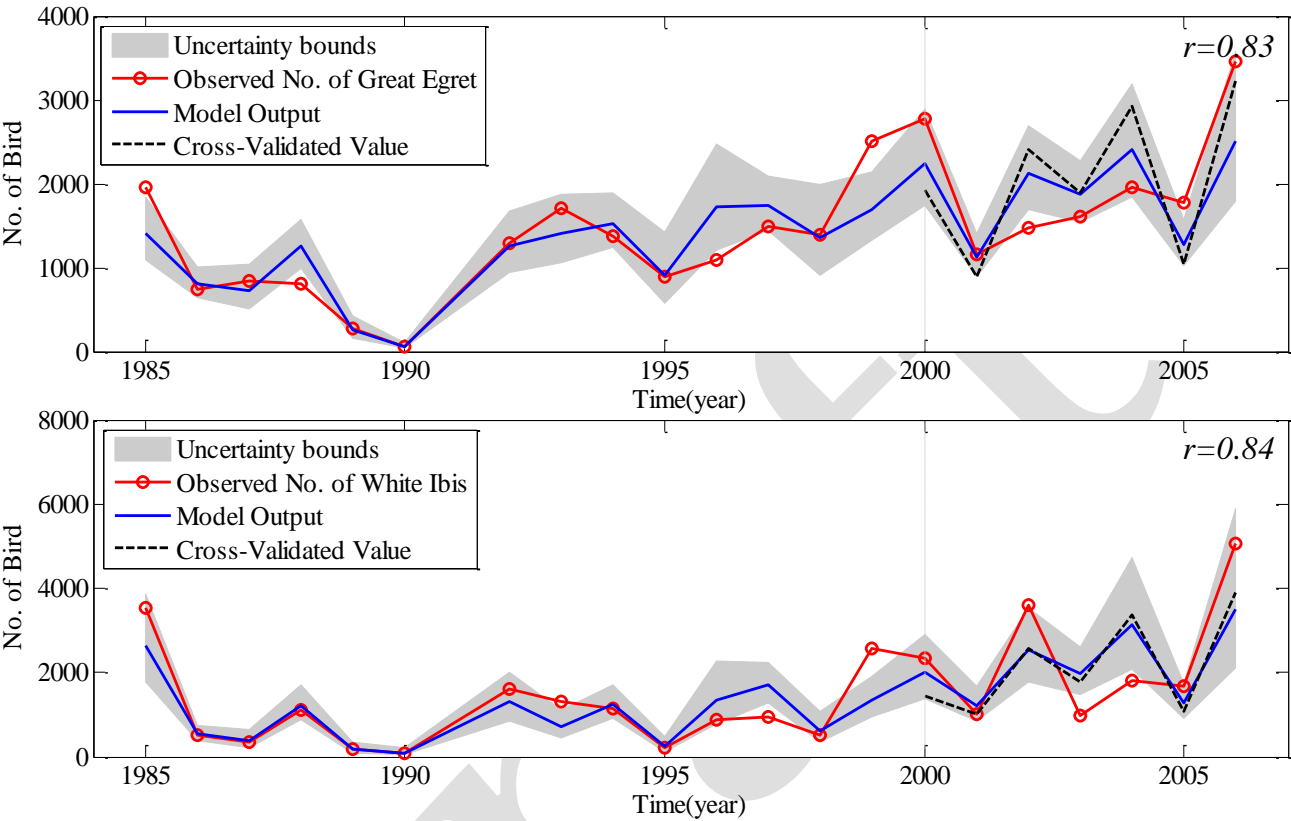 4000
3000
2000
1000
0
No. of Bird
Uncertainty bounds
Observed No. of Great Egret
Model Output
Cross-Validated Value
r=0.83
1985
1990
1995
2000
2005
Time(year)
8000
6000
4000
2000
0
No. of Bird
Uncertainty bounds
Observed No. of White Ibis
Model Output
Cross-Validated Value
r=0.84
1985
1990
1995
2000
2005
Time(year)